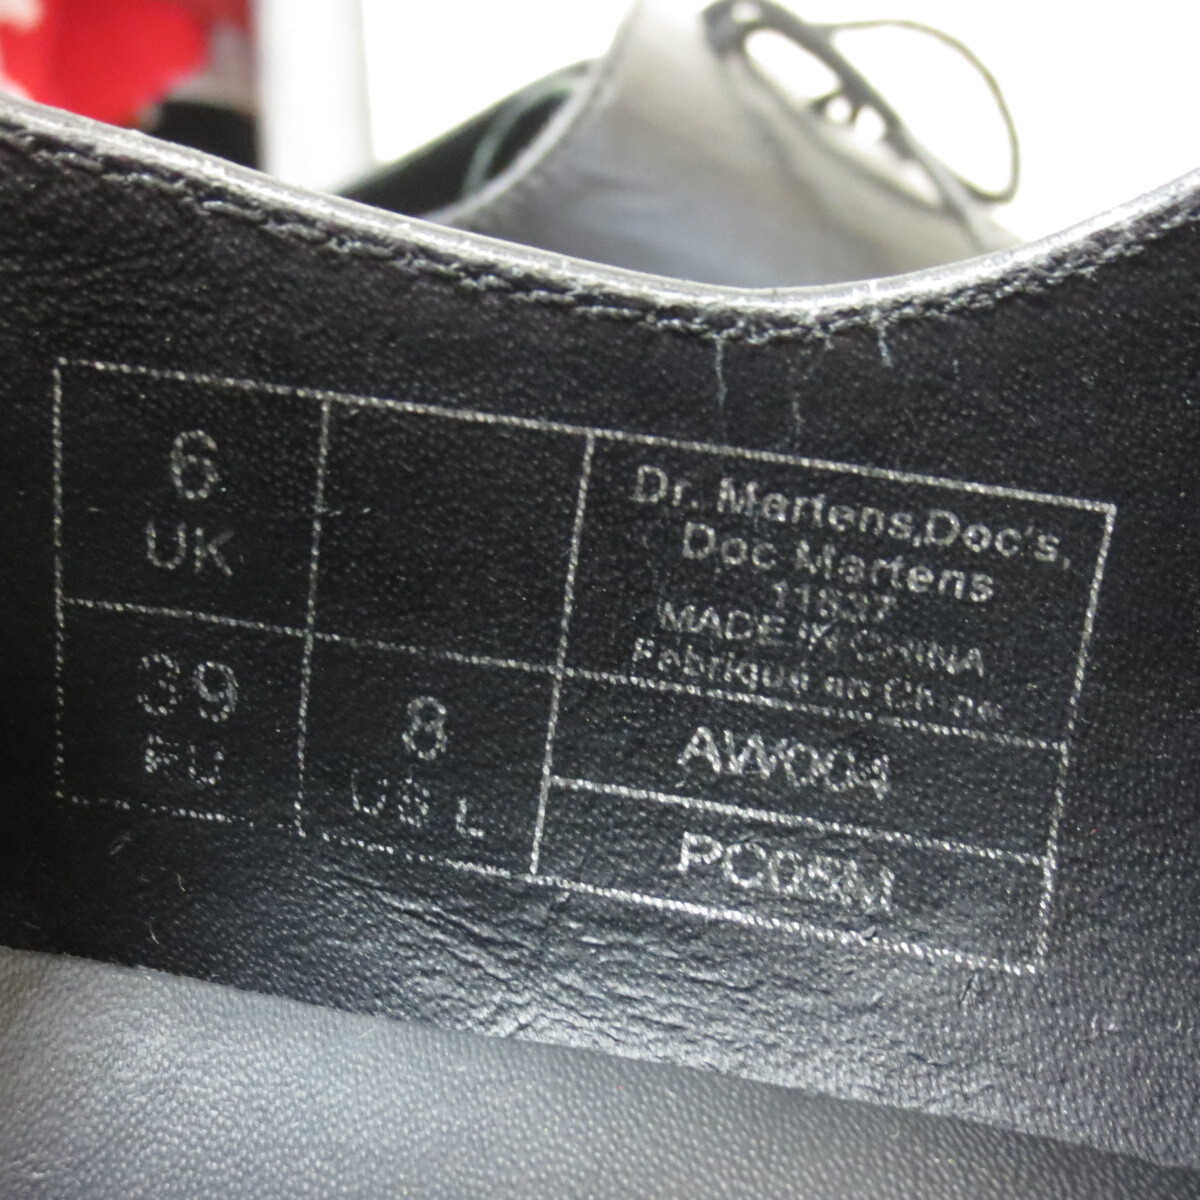 6
UK
39
EU
8
US L
Dr. Martens,Doc's,
Doc Martens
11837
MADE IN CHINA
Fabrique en Chine
AW004
PC05M